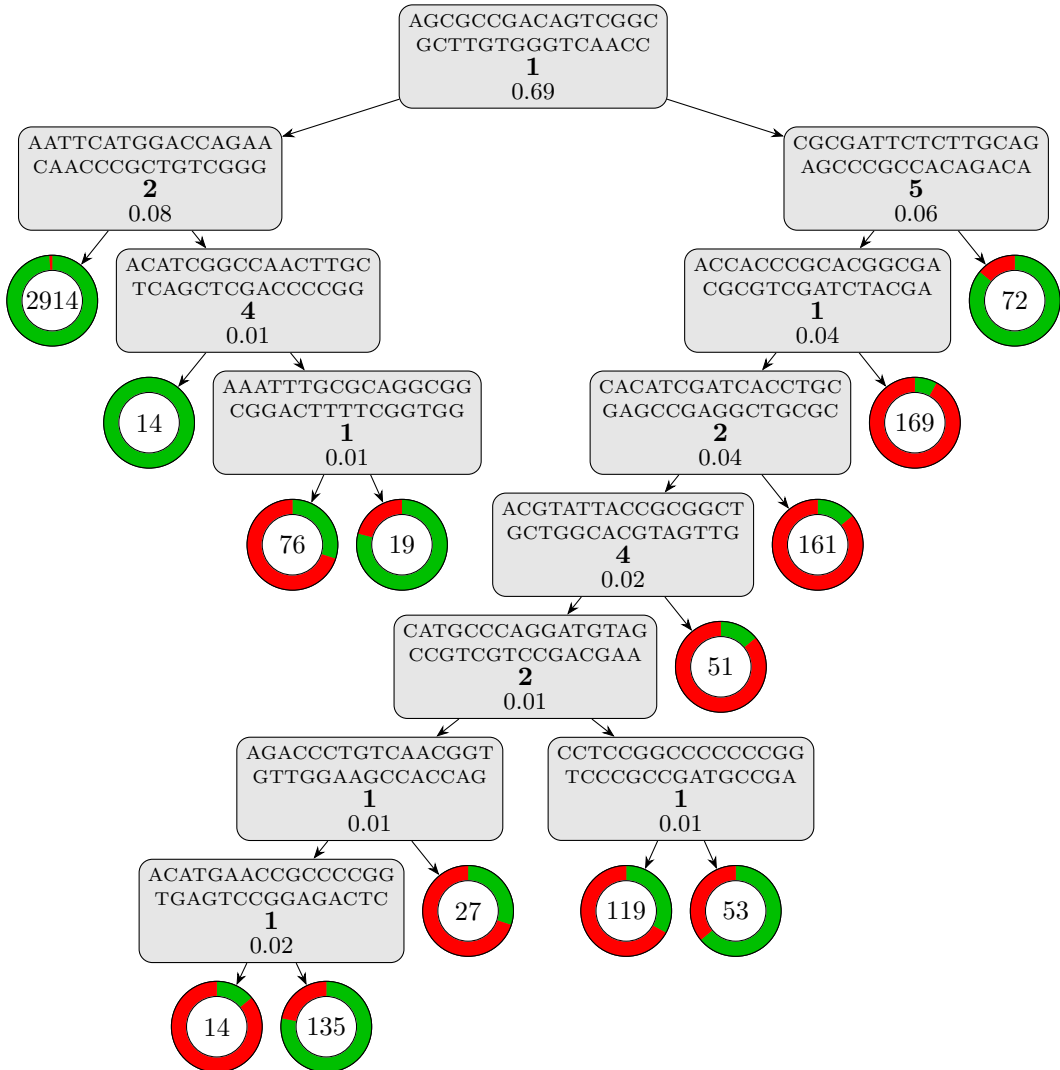 AGCGCCGACAGTCGGC
GCTTGTGGGTCAACC
1
0.69
AATTCATGGACCAGAA
CAACCCGCTGTCGGG
2
0.08
CGCGATTCTCTTGCAG
AGCCCGCCACAGACA
5
0.06
2914
ACATCGGCCAACTTGC
TCAGCTCGACCCCGG
4
0.01
ACCACCCGCACGGCGA
CGCGTCGATCTACGA
1
0.04
72
14
AAATTTGCGCAGGCGG
CGGACTTTTCGGTGG
1
0.01
CACATCGATCACCTGC
GAGCCGAGGCTGCGC
2
0.04
169
76
19
ACGTATTACCGCGGCT
GCTGGCACGTAGTTG
4
0.02
161
CATGCCCAGGATGTAG
CCGTCGTCCGACGAA
2
0.01
51
AGACCCTGTCAACGGT
GTTGGAAGCCACCAG
1
0.01
CCTCCGGCCCCCCCGG
TCCCGCCGATGCCGA
1
0.01
ACATGAACCGCCCCGG
TGAGTCCGGAGACTC
1
0.02
27
119
53
14
135